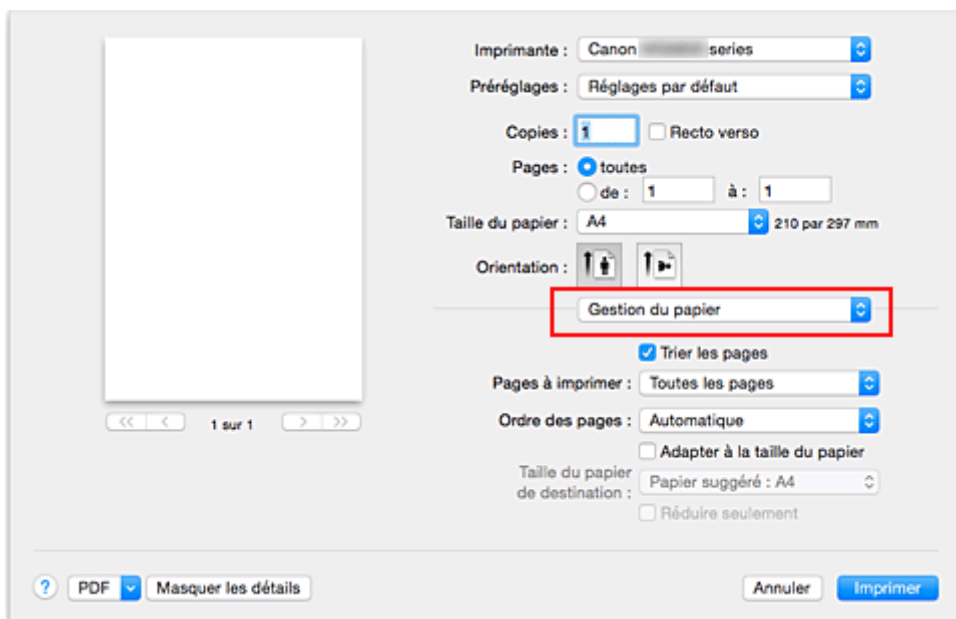 Imprimante : Canon series
Préréglages : Réglages par défaut
Copies : 1 Recto verso
Pages : toutes
de : 1 à : 1
Taille du papier : A4 210 par 297 mm
Orientation :
Gestion du papier
Trier les pages
Pages à imprimer : Toutes les pages
<< < 1 sur 1 > >>
Ordre des pages : Automatique
Adapter à la taille du papier
Taille du papier
de destination : Papier suggéré : A4
Réduire seulement
? PDF Masquer les détails Annuler Imprimer